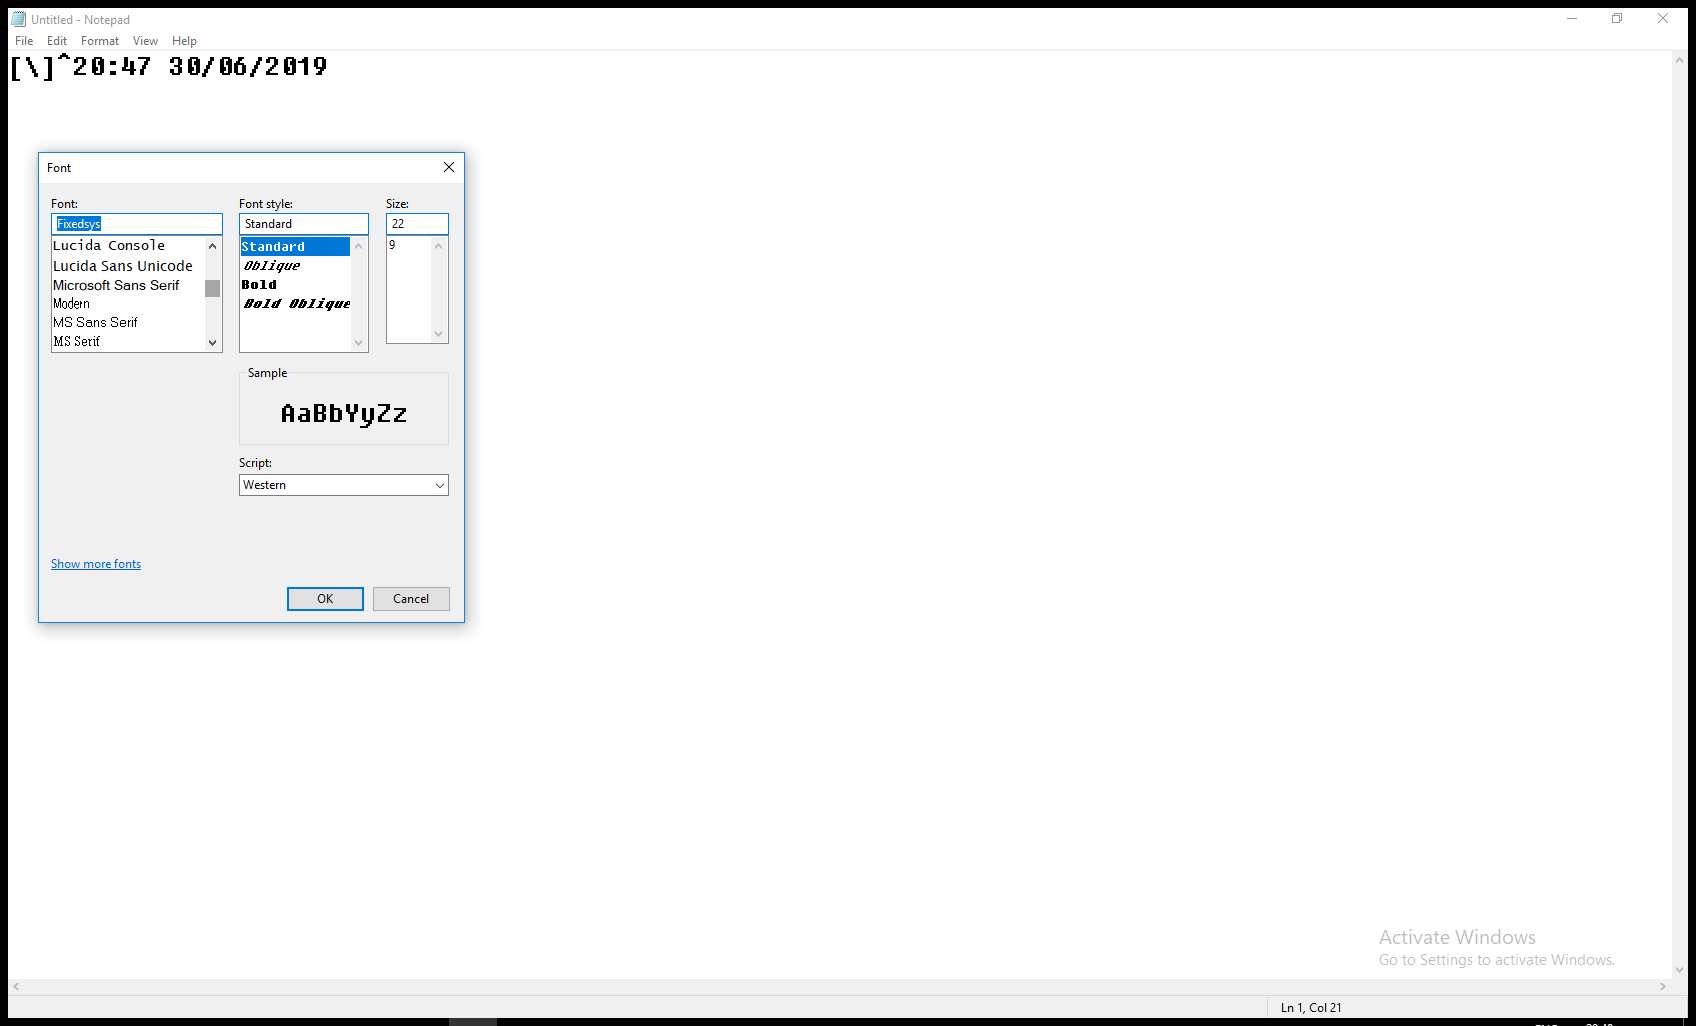 Untitled - Notepad
File Edit Format View Help
[\]^20:47 30/06/2019
Font
Font: Font style: Size:
Fixedsys Standard 22
Lucida Console
Lucida Sans Unicode
Microsoft Sans Serif
Modern
MS Sans Serif
MS Serif
Standard
Oblique
Bold
Bold Oblique
9
Sample
AaBbYyZz
Script:
Western
Show more fonts
OK Cancel
Activate Windows
Go to Settings to activate Windows.
Ln 1, Col 21